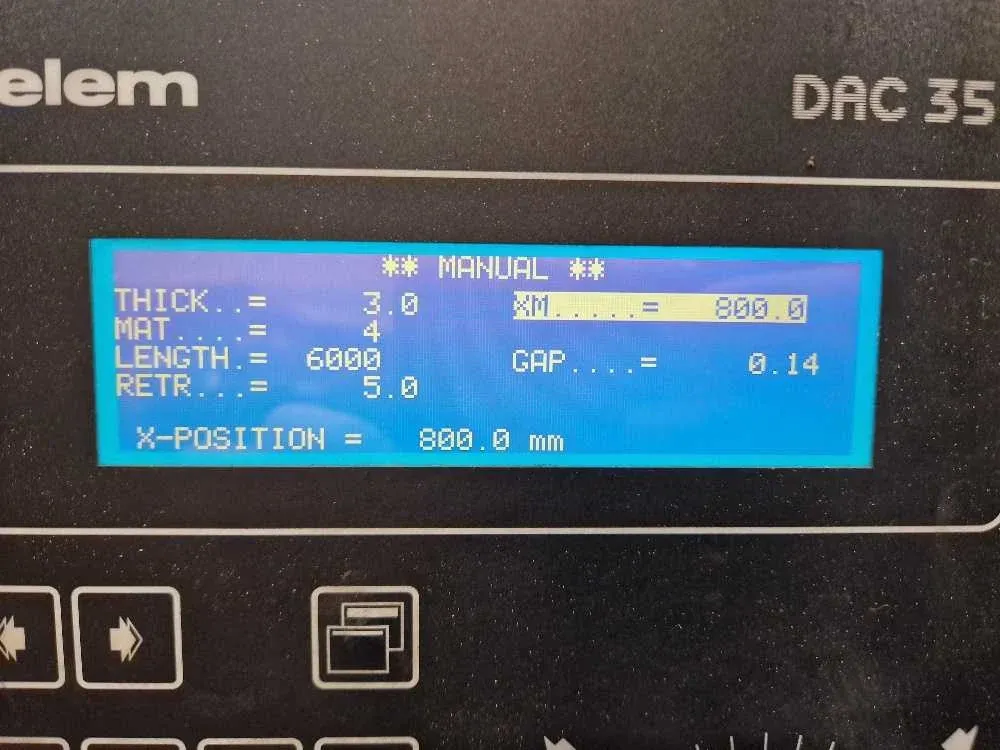 elem
DAC 35
** MANUAL **
THICK..= 3.0 XM.....= 800.0
MAT....= 4
LENGTH.= 6000 GAP....= 0.14
RETR...= 5.0
X-POSITION = 800.0 mm